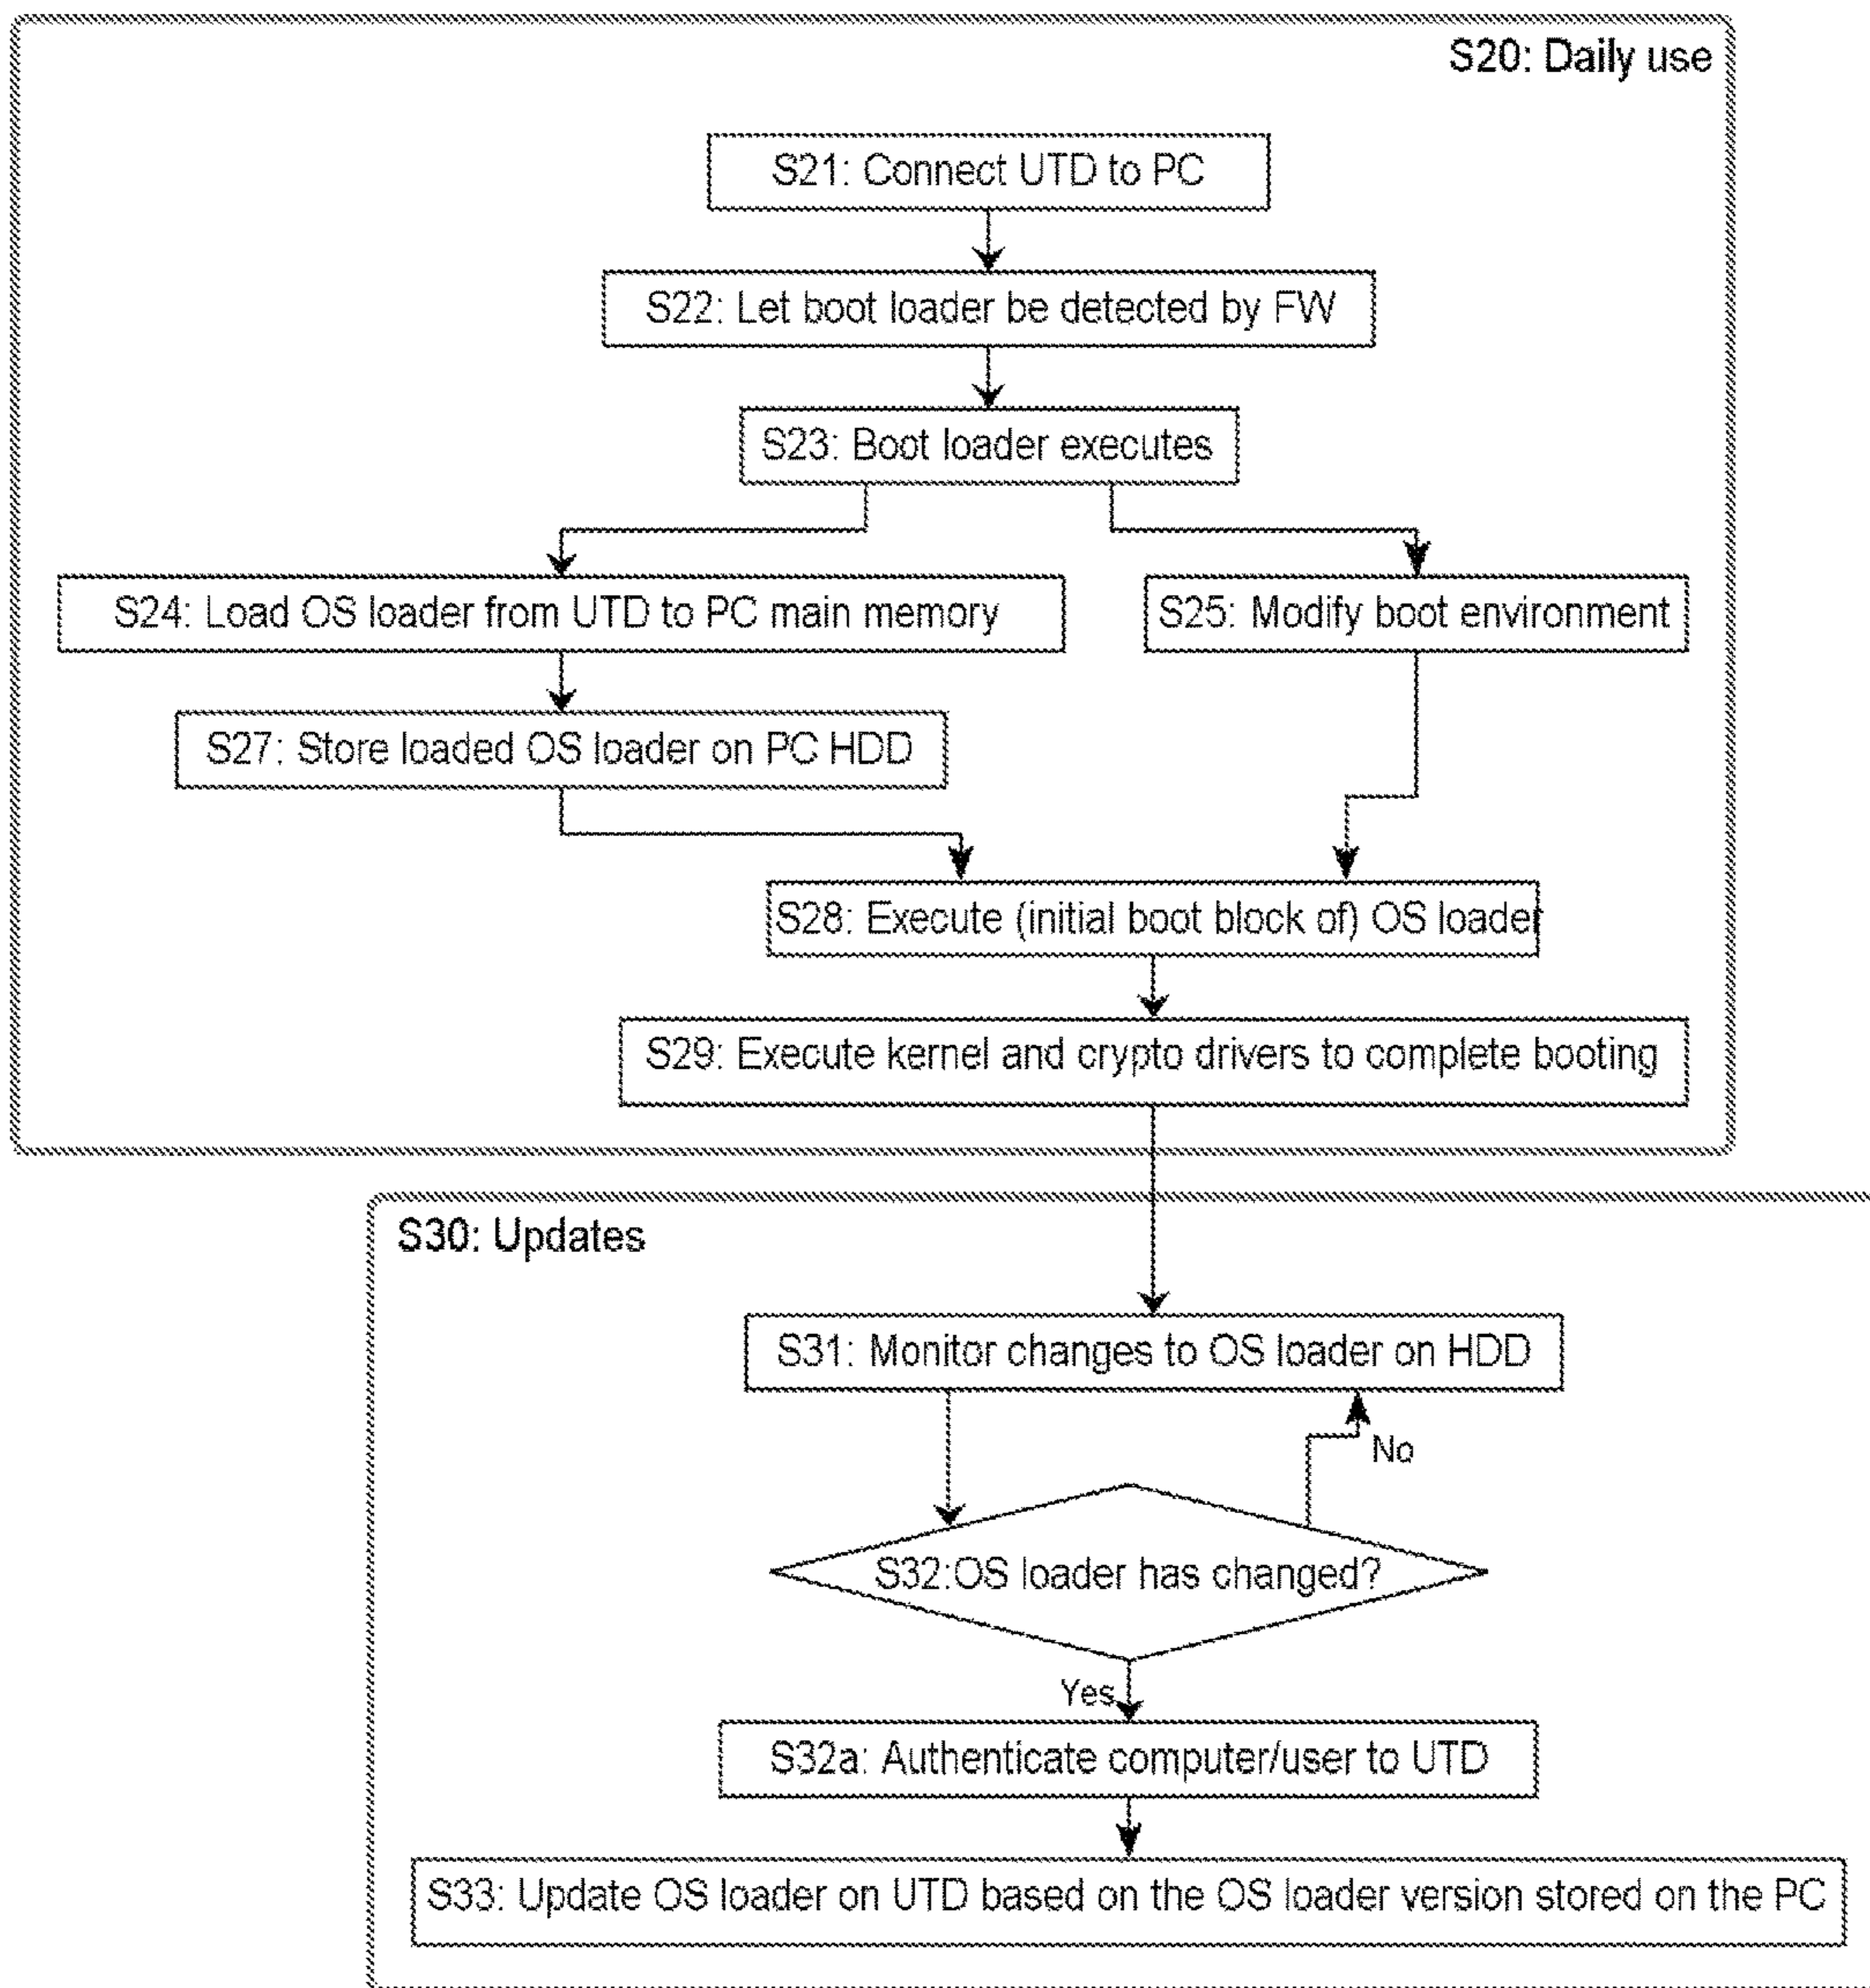 S20: Daily use
S21: Connect UTD to PC
S22: Let boot loader be detected by FW
S23: Boot loader executes
S24: Load OS loader from UTD to PC main memory
S25: Modify boot environment
S27: Store loaded OS loader on PC HDD
S28: Execute (initial boot block of) OS loader
S29: Execute kernel and crypto drivers to complete booting
S30: Updates
S31: Monitor changes to OS loader on HDD
No
S32:OS loader has changed?
Yes
S32a: Authenticate computer/user to UTD
S33: Update OS loader on UTD based on the OS loader version stored on the PC